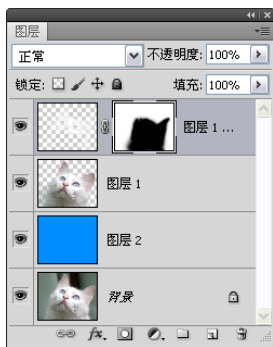 图层
正常 不透明度: 100%
锁定: 填充: 100%
图层 1 ...
图层 1
图层 2
背景
fx.